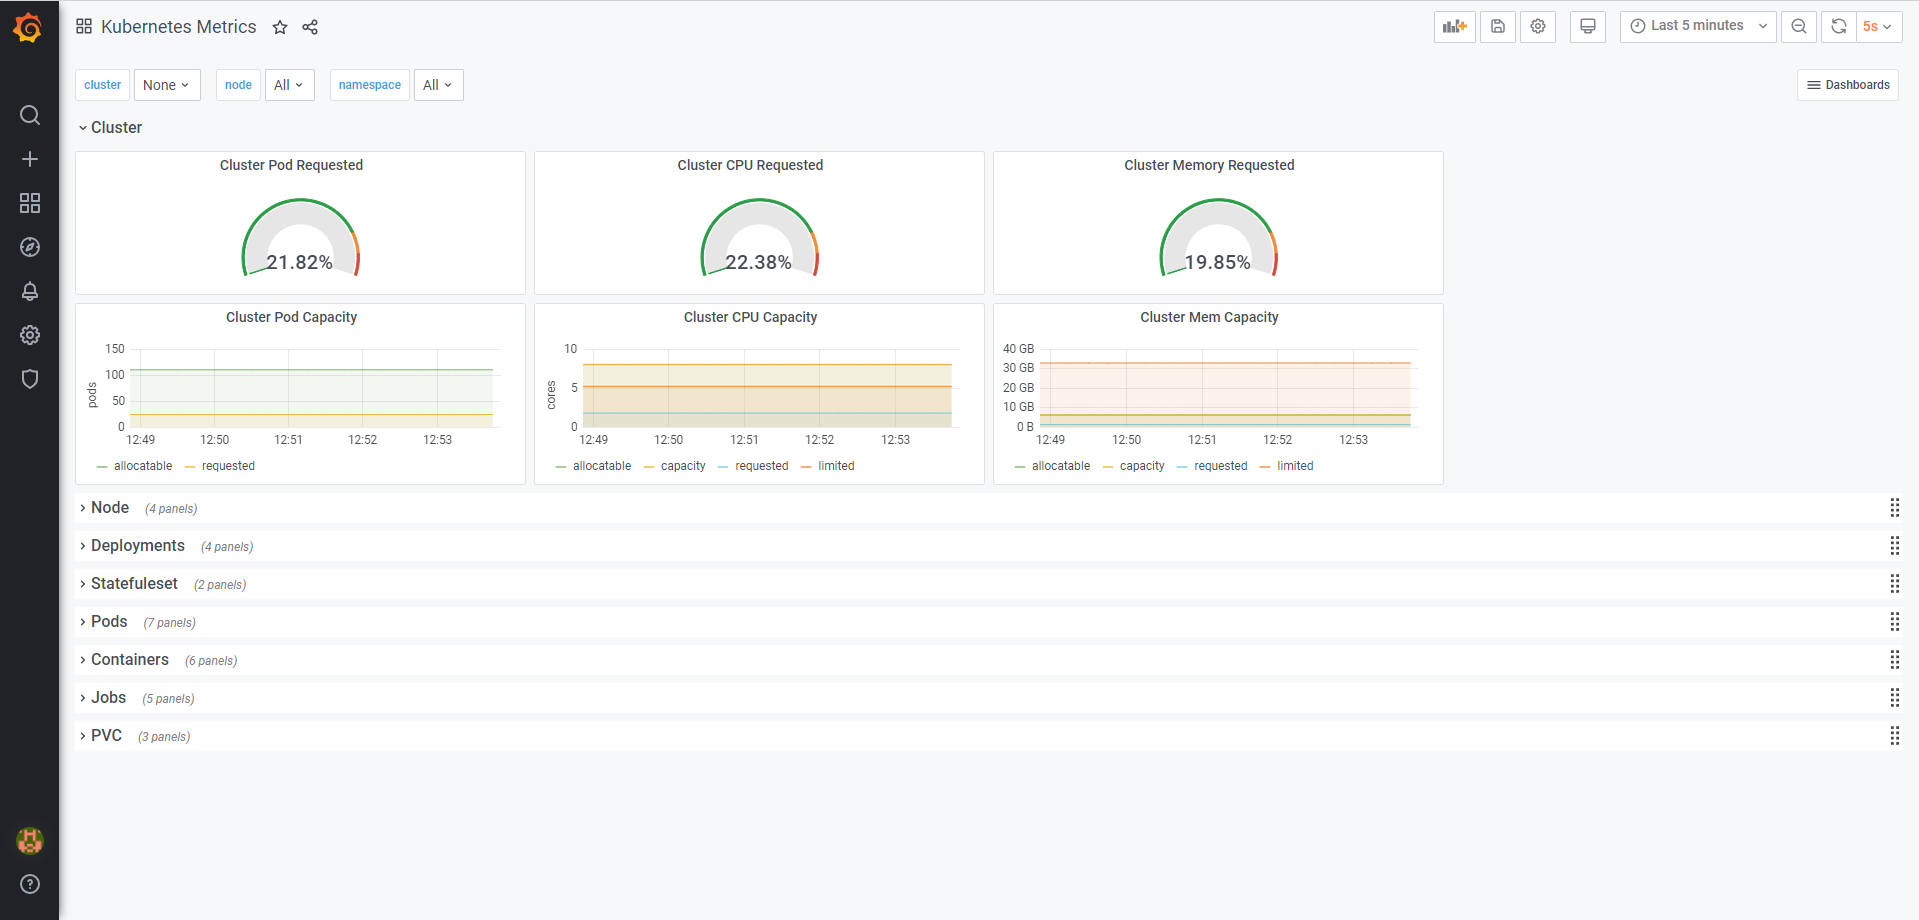 Kubernetes Metrics
Last 5 minutes
5s
cluster None node All namespace All
Dashboards
Cluster
Cluster Pod Requested
21.82%
Cluster CPU Requested
22.38%
Cluster Memory Requested
19.85%
Cluster Pod Capacity
150
100
50
0
pods
12:49 12:50 12:51 12:52 12:53
allocatable requested
Cluster CPU Capacity
10
5
0
cores
12:49 12:50 12:51 12:52 12:53
allocatable capacity requested limited
Cluster Mem Capacity
40 GB
30 GB
20 GB
10 GB
0 B
12:49 12:50 12:51 12:52 12:53
allocatable capacity requested limited
Node (4 panels)
Deployments (4 panels)
Statefuleset (2 panels)
Pods (7 panels)
Containers (6 panels)
Jobs (5 panels)
PVC (3 panels)